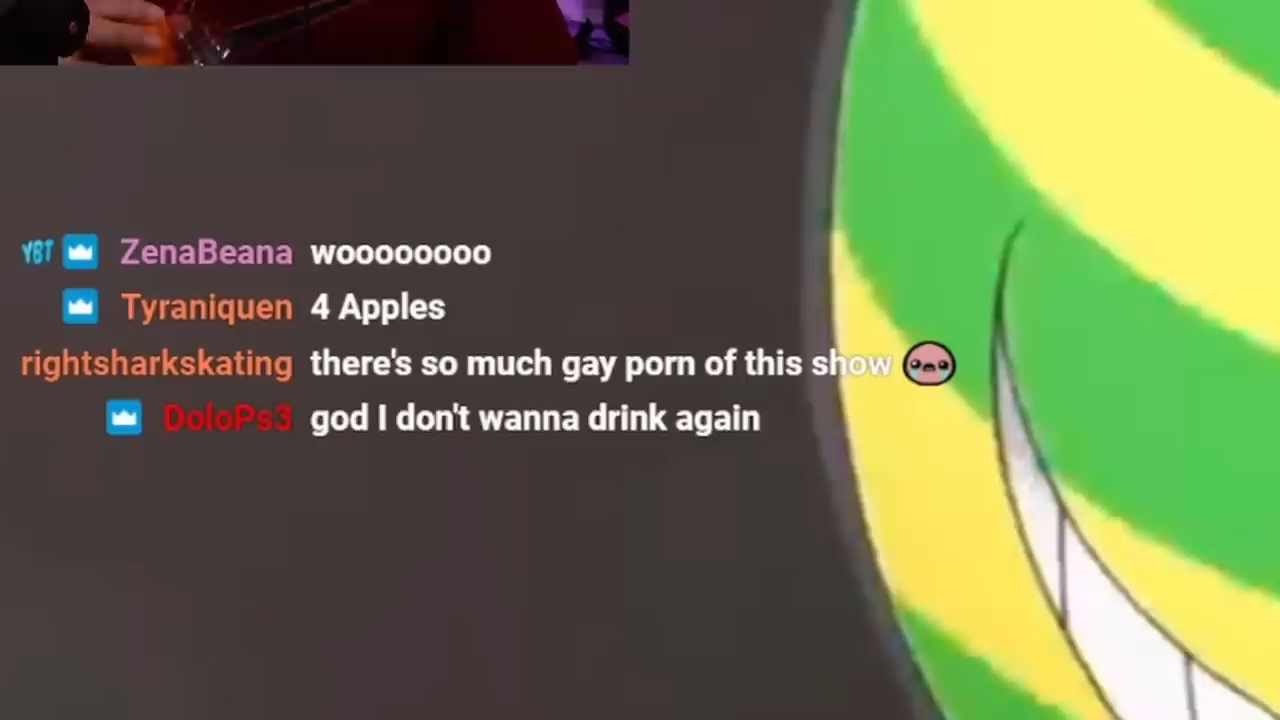 YBT ZenaBeana woooooooo
Tyraniquen 4 Apples
rightsharkskating there's so much gay porn of this show
DoloPs3 god I don't wanna drink again